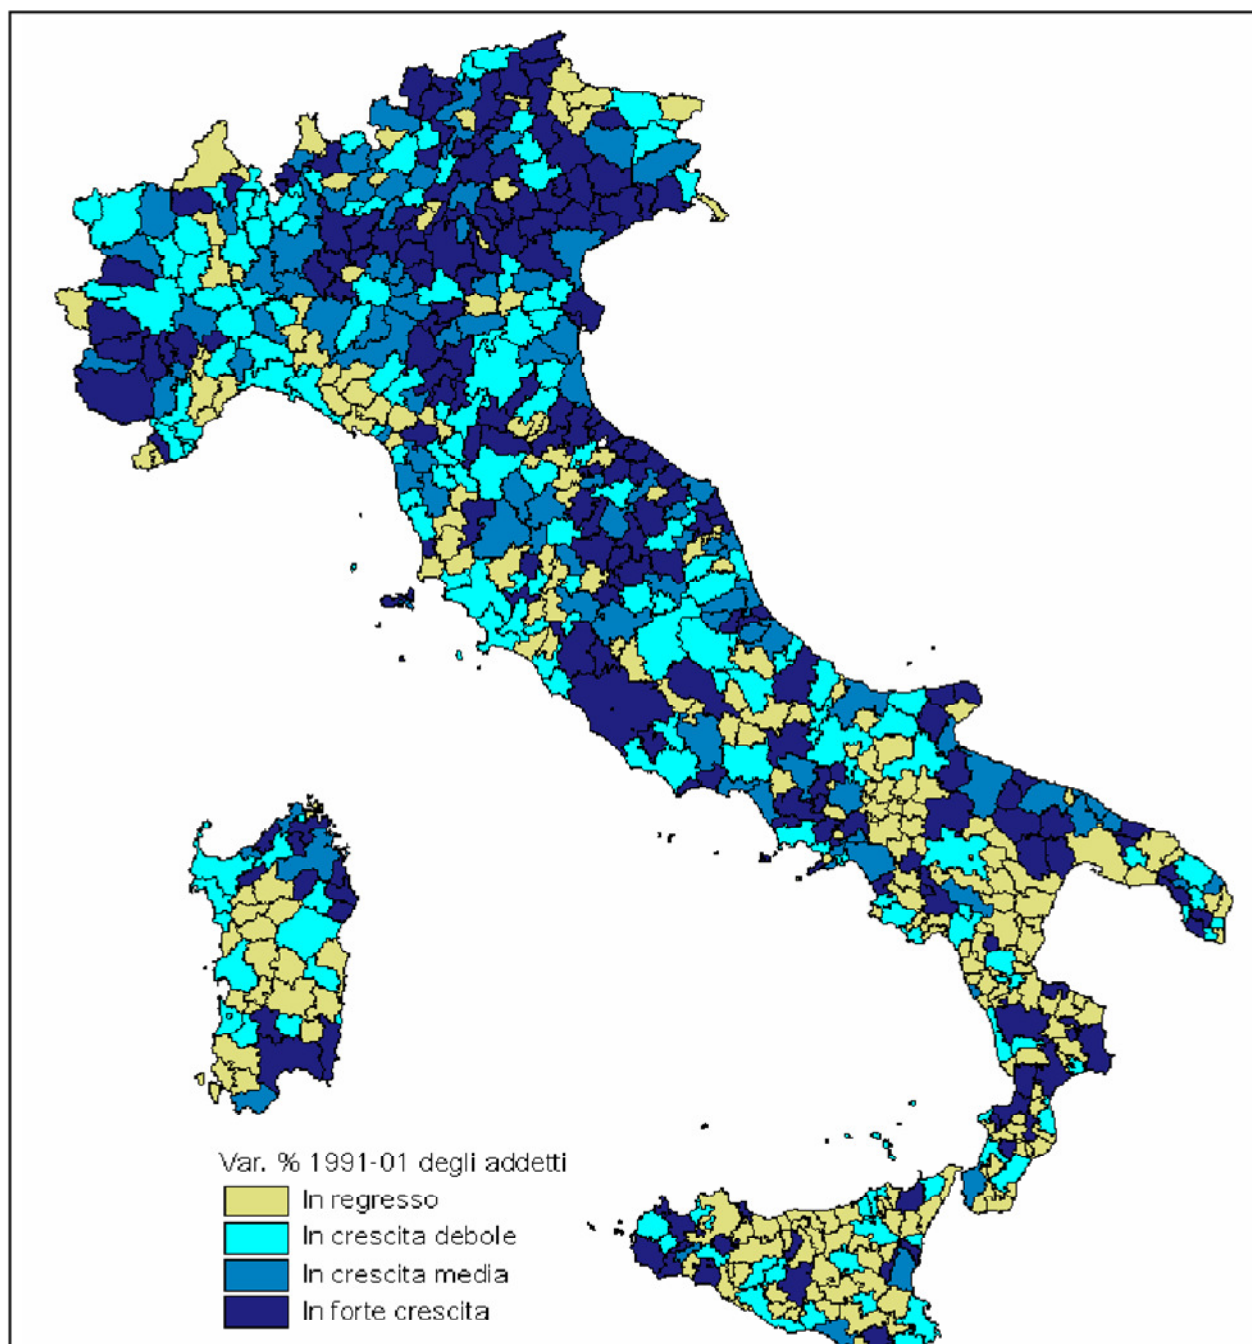 Var. % 1991-01 degli addetti
In regresso
In crescita debole
In crescita media
In forte crescita